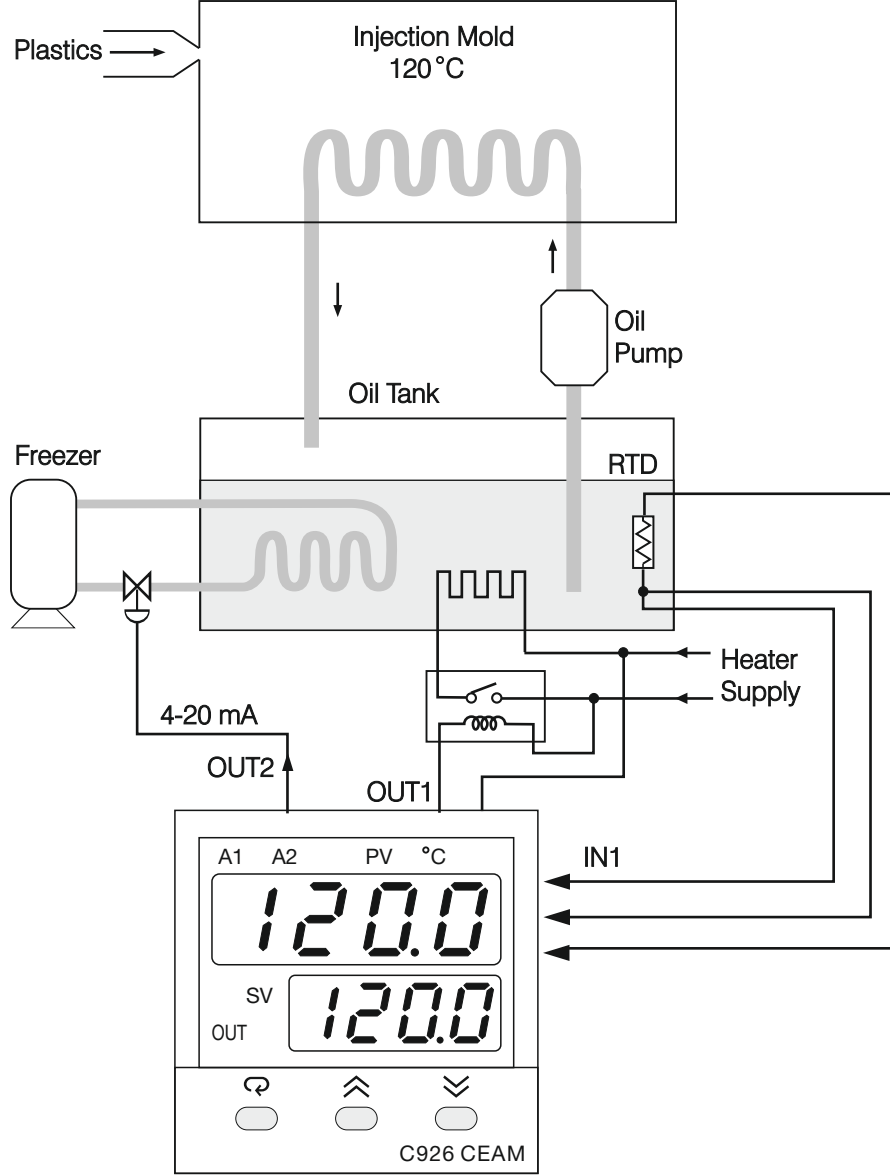 Injection Mold
120°C
Plastics
Oil
Pump
Oil Tank
Freezer
RTD
Heater
Supply
4-20 mA
OUT2
OUT1
IN1
A1 A2 PV °C
120.0
SV
120.0
OUT
C926 CEAM